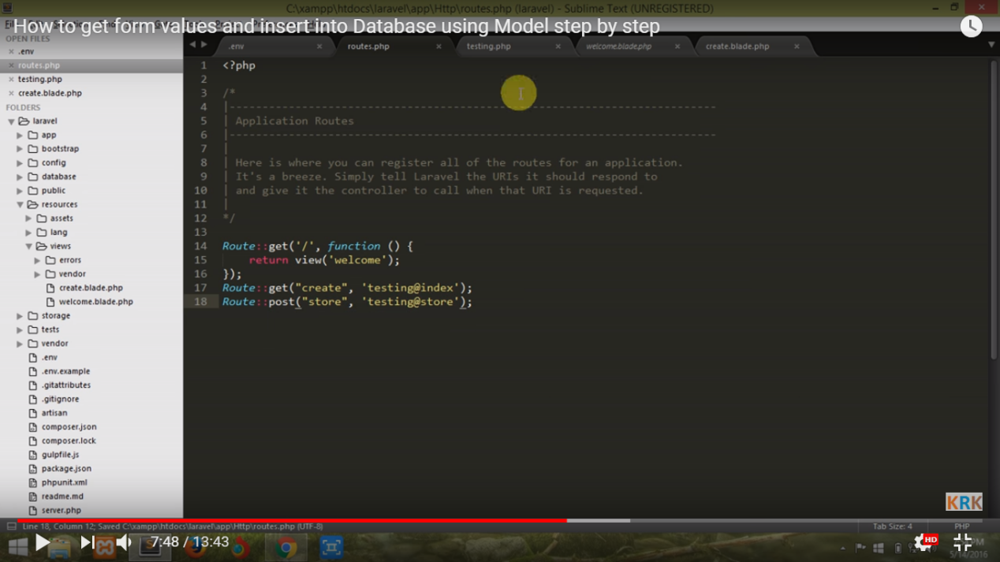 C:\xampp\htdocs\laravel\app\Http\routes.php (laravel) - Sublime Text (UNREGISTERED)
How to get form values and insert into Database using Model step by step
OPEN FILES
.env
routes.php
testing.php
create.blade.php
FOLDERS
laravel
app
bootstrap
config
database
public
resources
assets
lang
views
errors
vendor
create.blade.php
welcome.blade.php
storage
tests
vendor
.env
.env.example
.gitattributes
.gitignore
artisan
composer.json
composer.lock
gulpfile.js
package.json
phpunit.xml
readme.md
server.php
.env routes.php testing.php welcome.blade.php create.blade.php
1 <?php
2
3 /*
4 |--------------------------------------------------------------------------
5 | Application Routes
6 |--------------------------------------------------------------------------
7 |
8 | Here is where you can register all of the routes for an application.
9 | It's a breeze. Simply tell Laravel the URIs it should respond to
10 | and give it the controller to call when that URI is requested.
11 |
12 */
13
14 Route::get('/', function () {
15 return view('welcome');
16 });
17 Route::get("create", 'testing@index');
18 Route::post("store", 'testing@store');
KRK
Line 18, Column 12; Saved C:\xampp\htdocs\laravel\app\Http\routes.php (UTF-8) Tab Size: 4 PHP
7:48 / 13:43
HD
PM
5/14/2016